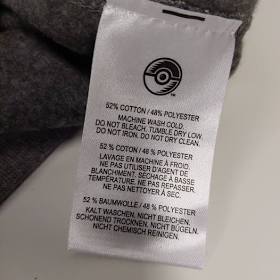 TM
52% COTTON / 48% POLYESTER
MACHINE WASH COLD
DO NOT BLEACH. TUMBLE DRY LOW.
DO NOT IRON. DO NOT DRY CLEAN.
52 % COTON / 48 % POLYESTER
LAVAGE EN MACHINE À FROID.
NE PAS UTILISER D'AGENT DE
BLANCHIMENT. SÉCHAGE À BASSE
TEMPÉRATURE. NE PAS REPASSER.
NE PAS NETTOYER À SEC.
52 % BAUMWOLLE / 48 % POLYESTER
KALT WASCHEN. NICHT BLEICHEN.
SCHONEND TROCKNEN. NICHT BÜGELN.
NICHT CHEMISCH REINIGEN.